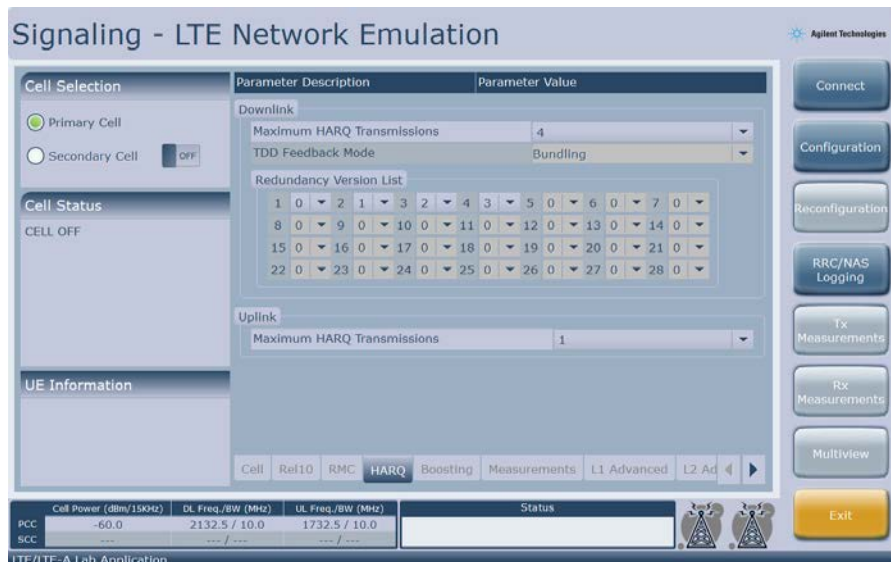 Signaling - LTE Network Emulation
Agilent Technologies
Cell Selection
Primary Cell
Secondary Cell OFF
Cell Status
CELL OFF
UE Information
Parameter Description Parameter Value
Downlink
Maximum HARQ Transmissions 4
TDD Feedback Mode Bundling
Redundancy Version List
1 0 2 1 3 2 4 3 5 0 6 0 7 0
8 0 9 0 10 0 11 0 12 0 13 0 14 0
15 0 16 0 17 0 18 0 19 0 20 0 21 0
22 0 23 0 24 0 25 0 26 0 27 0 28 0
Uplink
Maximum HARQ Transmissions 1
Cell Rel10 RMC HARQ Boosting Measurements L1 Advanced L2 Ad
Connect
Configuration
Reconfiguration
RRC/NAS
Logging
Tx
Measurements
Rx
Measurements
Multiview
Exit
Cell Power (dBm/15KHz) DL Freq./BW (MHz) UL Freq./BW (MHz) Status
PCC -60.0 2132.5 / 10.0 1732.5 / 10.0
SCC --- --- / --- --- / ---
LTE/LTE-A Lab Application